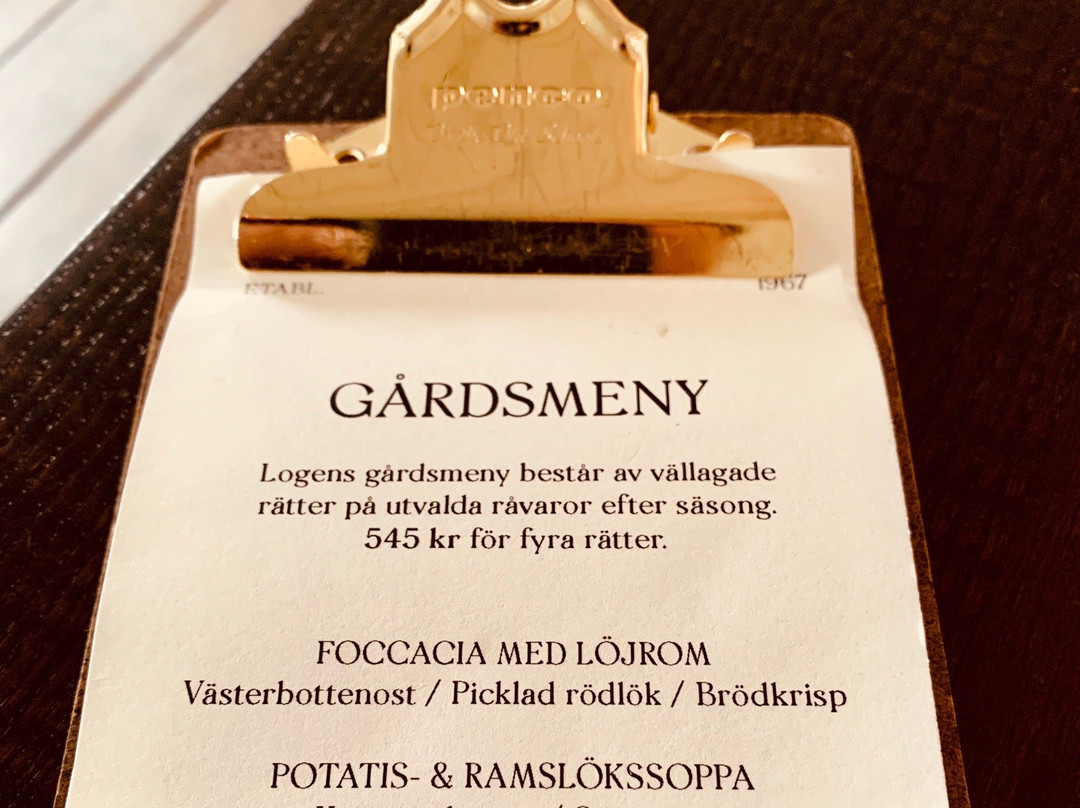 penco
ETABL. 1967
GÅRDSMENY
Logens gårdsmeny består av vällagade
rätter på utvalda råvaror efter säsong.
545 kr för fyra rätter.
FOCCACIA MED LÖJROM
Västerbottenost / Picklad rödlök / Brödkrisp
POTATIS- & RAMSLÖKSSOPPA